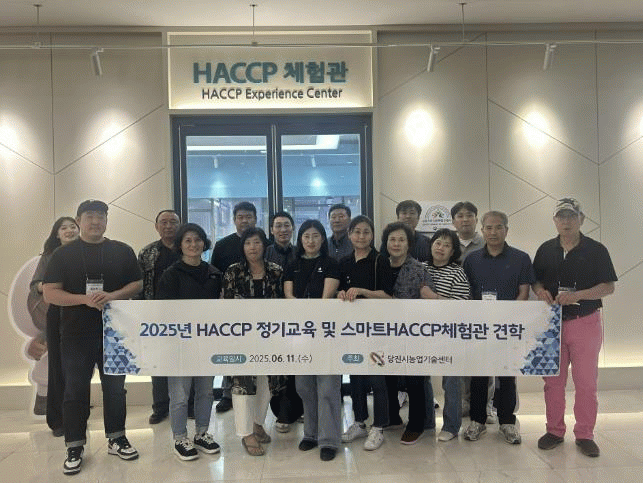 HACCP 체험관
HACCP Experience Center
2025년 HACCP 정기교육 및 스마트HACCP체험관 견학
교육일시 2025.06.11.(수) 주최 당진시농업기술센터